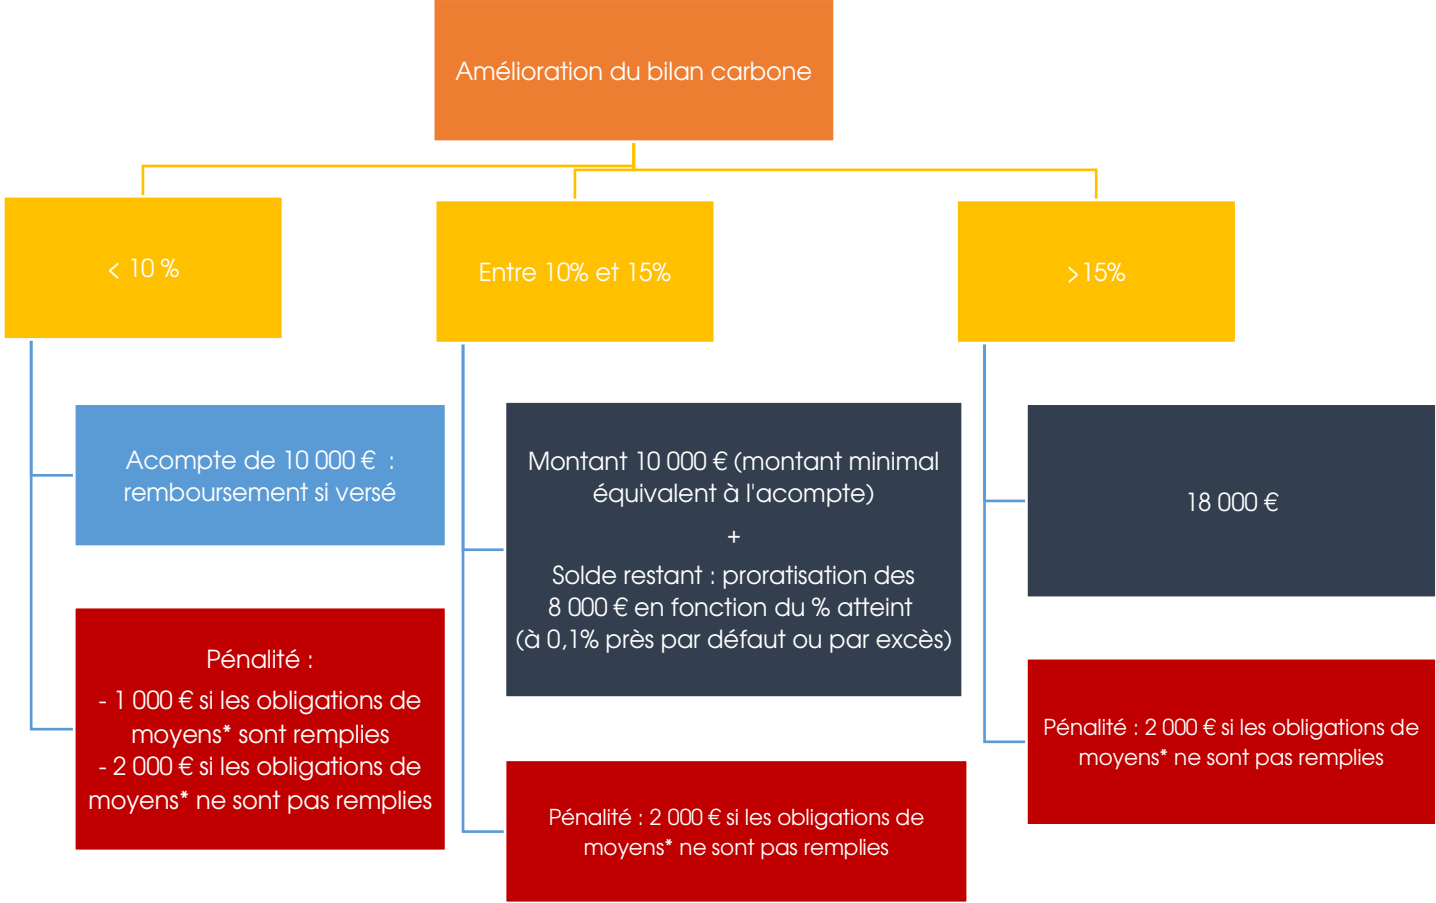 Amélioration du bilan carbone
< 10 %
Entre 10% et 15%
>15%
Acompte de 10 000 € :
remboursement si versé
Pénalité :
- 1 000 € si les obligations de
moyens* sont remplies
- 2 000 € si les obligations de
moyens* ne sont pas remplies
Montant 10 000 € (montant minimal
équivalent à l'acompte)
+
Solde restant : proratisation des
8 000 € en fonction du % atteint
(à 0,1% près par défaut ou par excès)
Pénalité : 2 000 € si les obligations de
moyens* ne sont pas remplies
18 000 €
Pénalité : 2 000 € si les obligations de
moyens* ne sont pas remplies